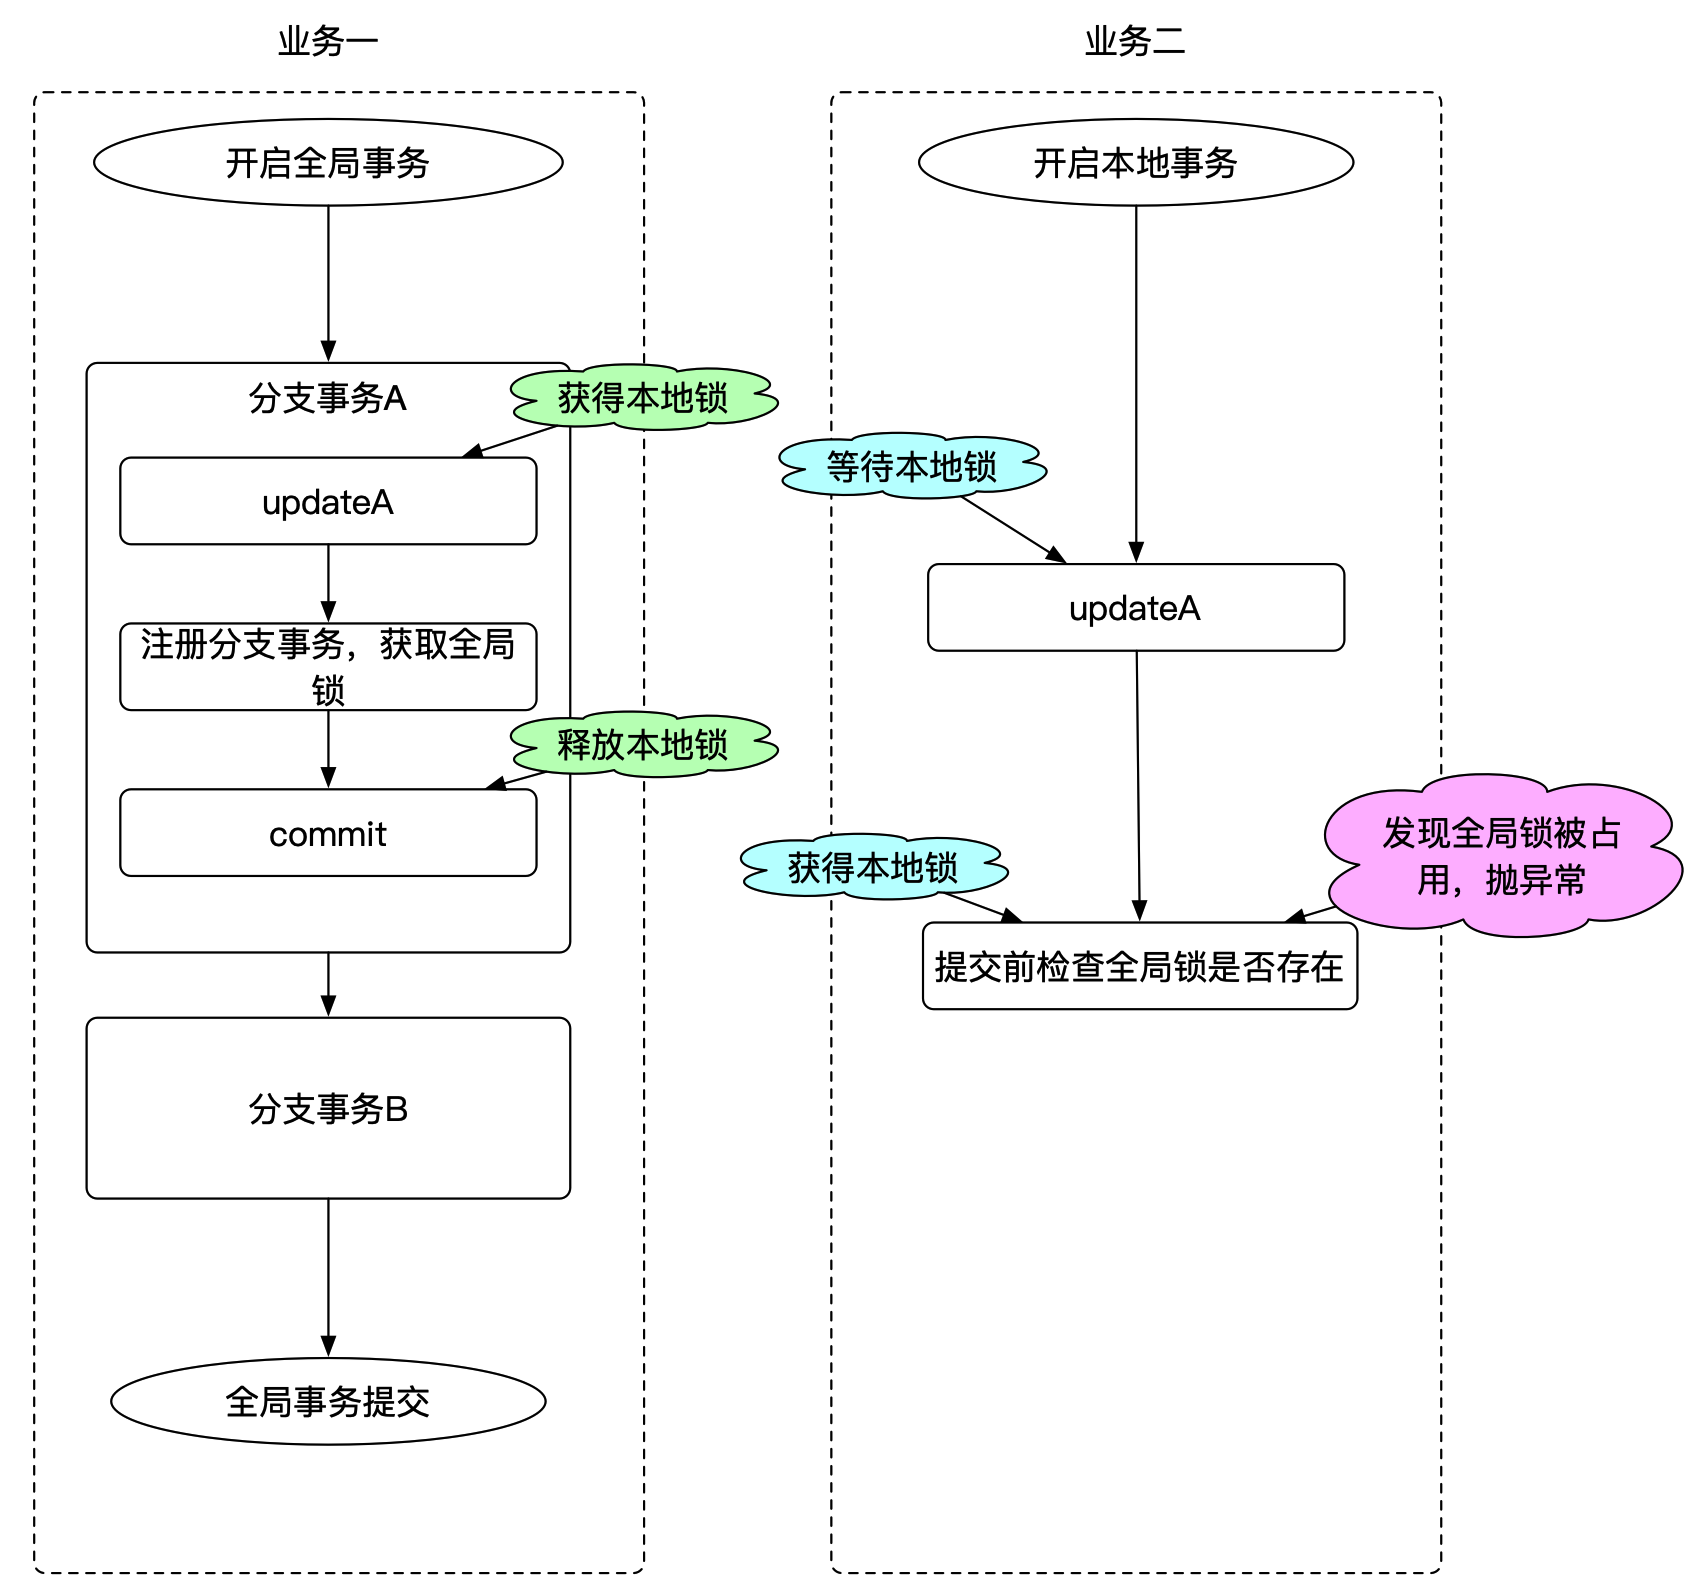 业务一
业务二
开启全局事务
开启本地事务
分支事务A
获得本地锁
等待本地锁
updateA
updateA
注册分支事务，获取全局
锁
释放本地锁
commit
获得本地锁
发现全局锁被占
用，抛异常
提交前检查全局锁是否存在
分支事务B
全局事务提交